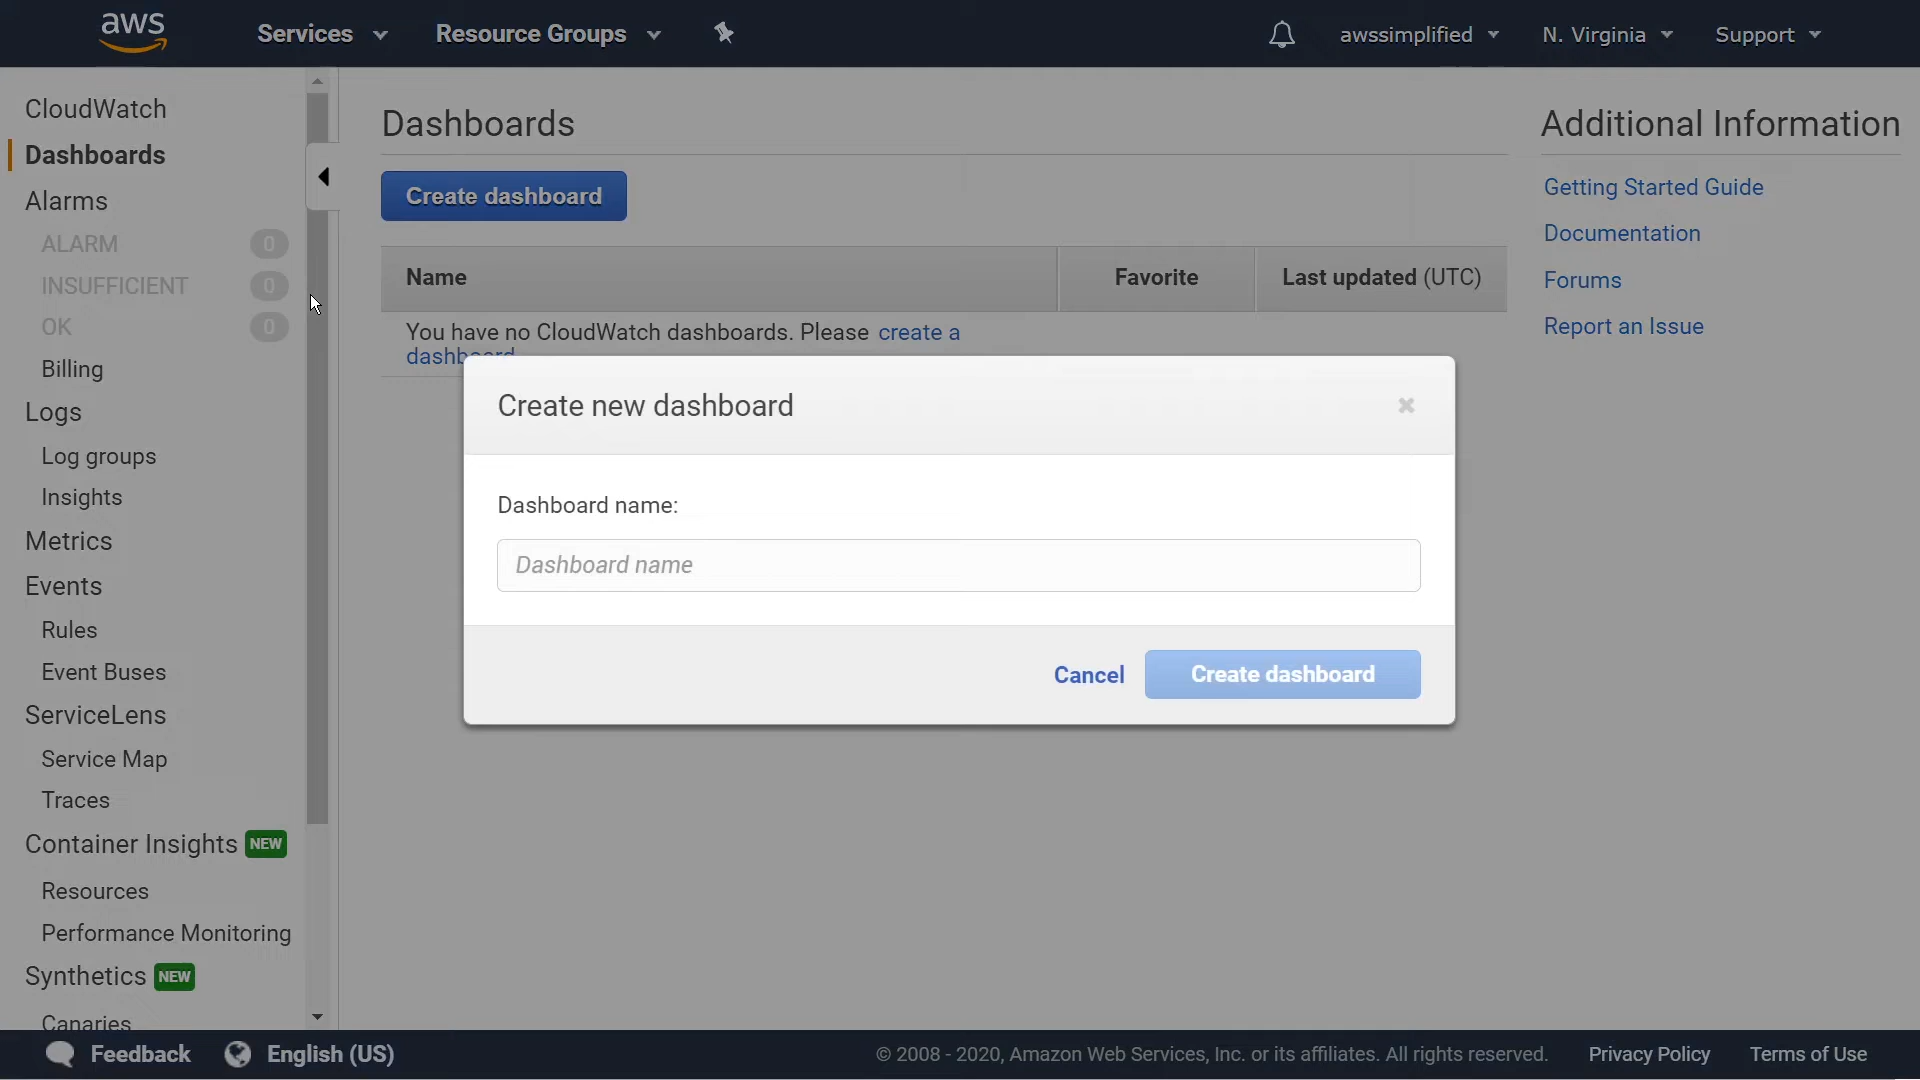 aws
Services
Resource Groups
awssimplified
N. Virginia
Support
CloudWatch
Dashboards
Alarms
ALARM 0
INSUFFICIENT 0
OK 0
Billing
Logs
Log groups
Insights
Metrics
Events
Rules
Event Buses
ServiceLens
Service Map
Traces
Container Insights NEW
Resources
Performance Monitoring
Synthetics NEW
Canaries
Dashboards
Create dashboard
Name
Favorite
Last updated (UTC)
You have no CloudWatch dashboards. Please create a
dashboard
Create new dashboard
Dashboard name:
Dashboard name
Cancel
Create dashboard
Additional Information
Getting Started Guide
Documentation
Forums
Report an Issue
Feedback
English (US)
© 2008 - 2020, Amazon Web Services, Inc. or its affiliates. All rights reserved.
Privacy Policy
Terms of Use